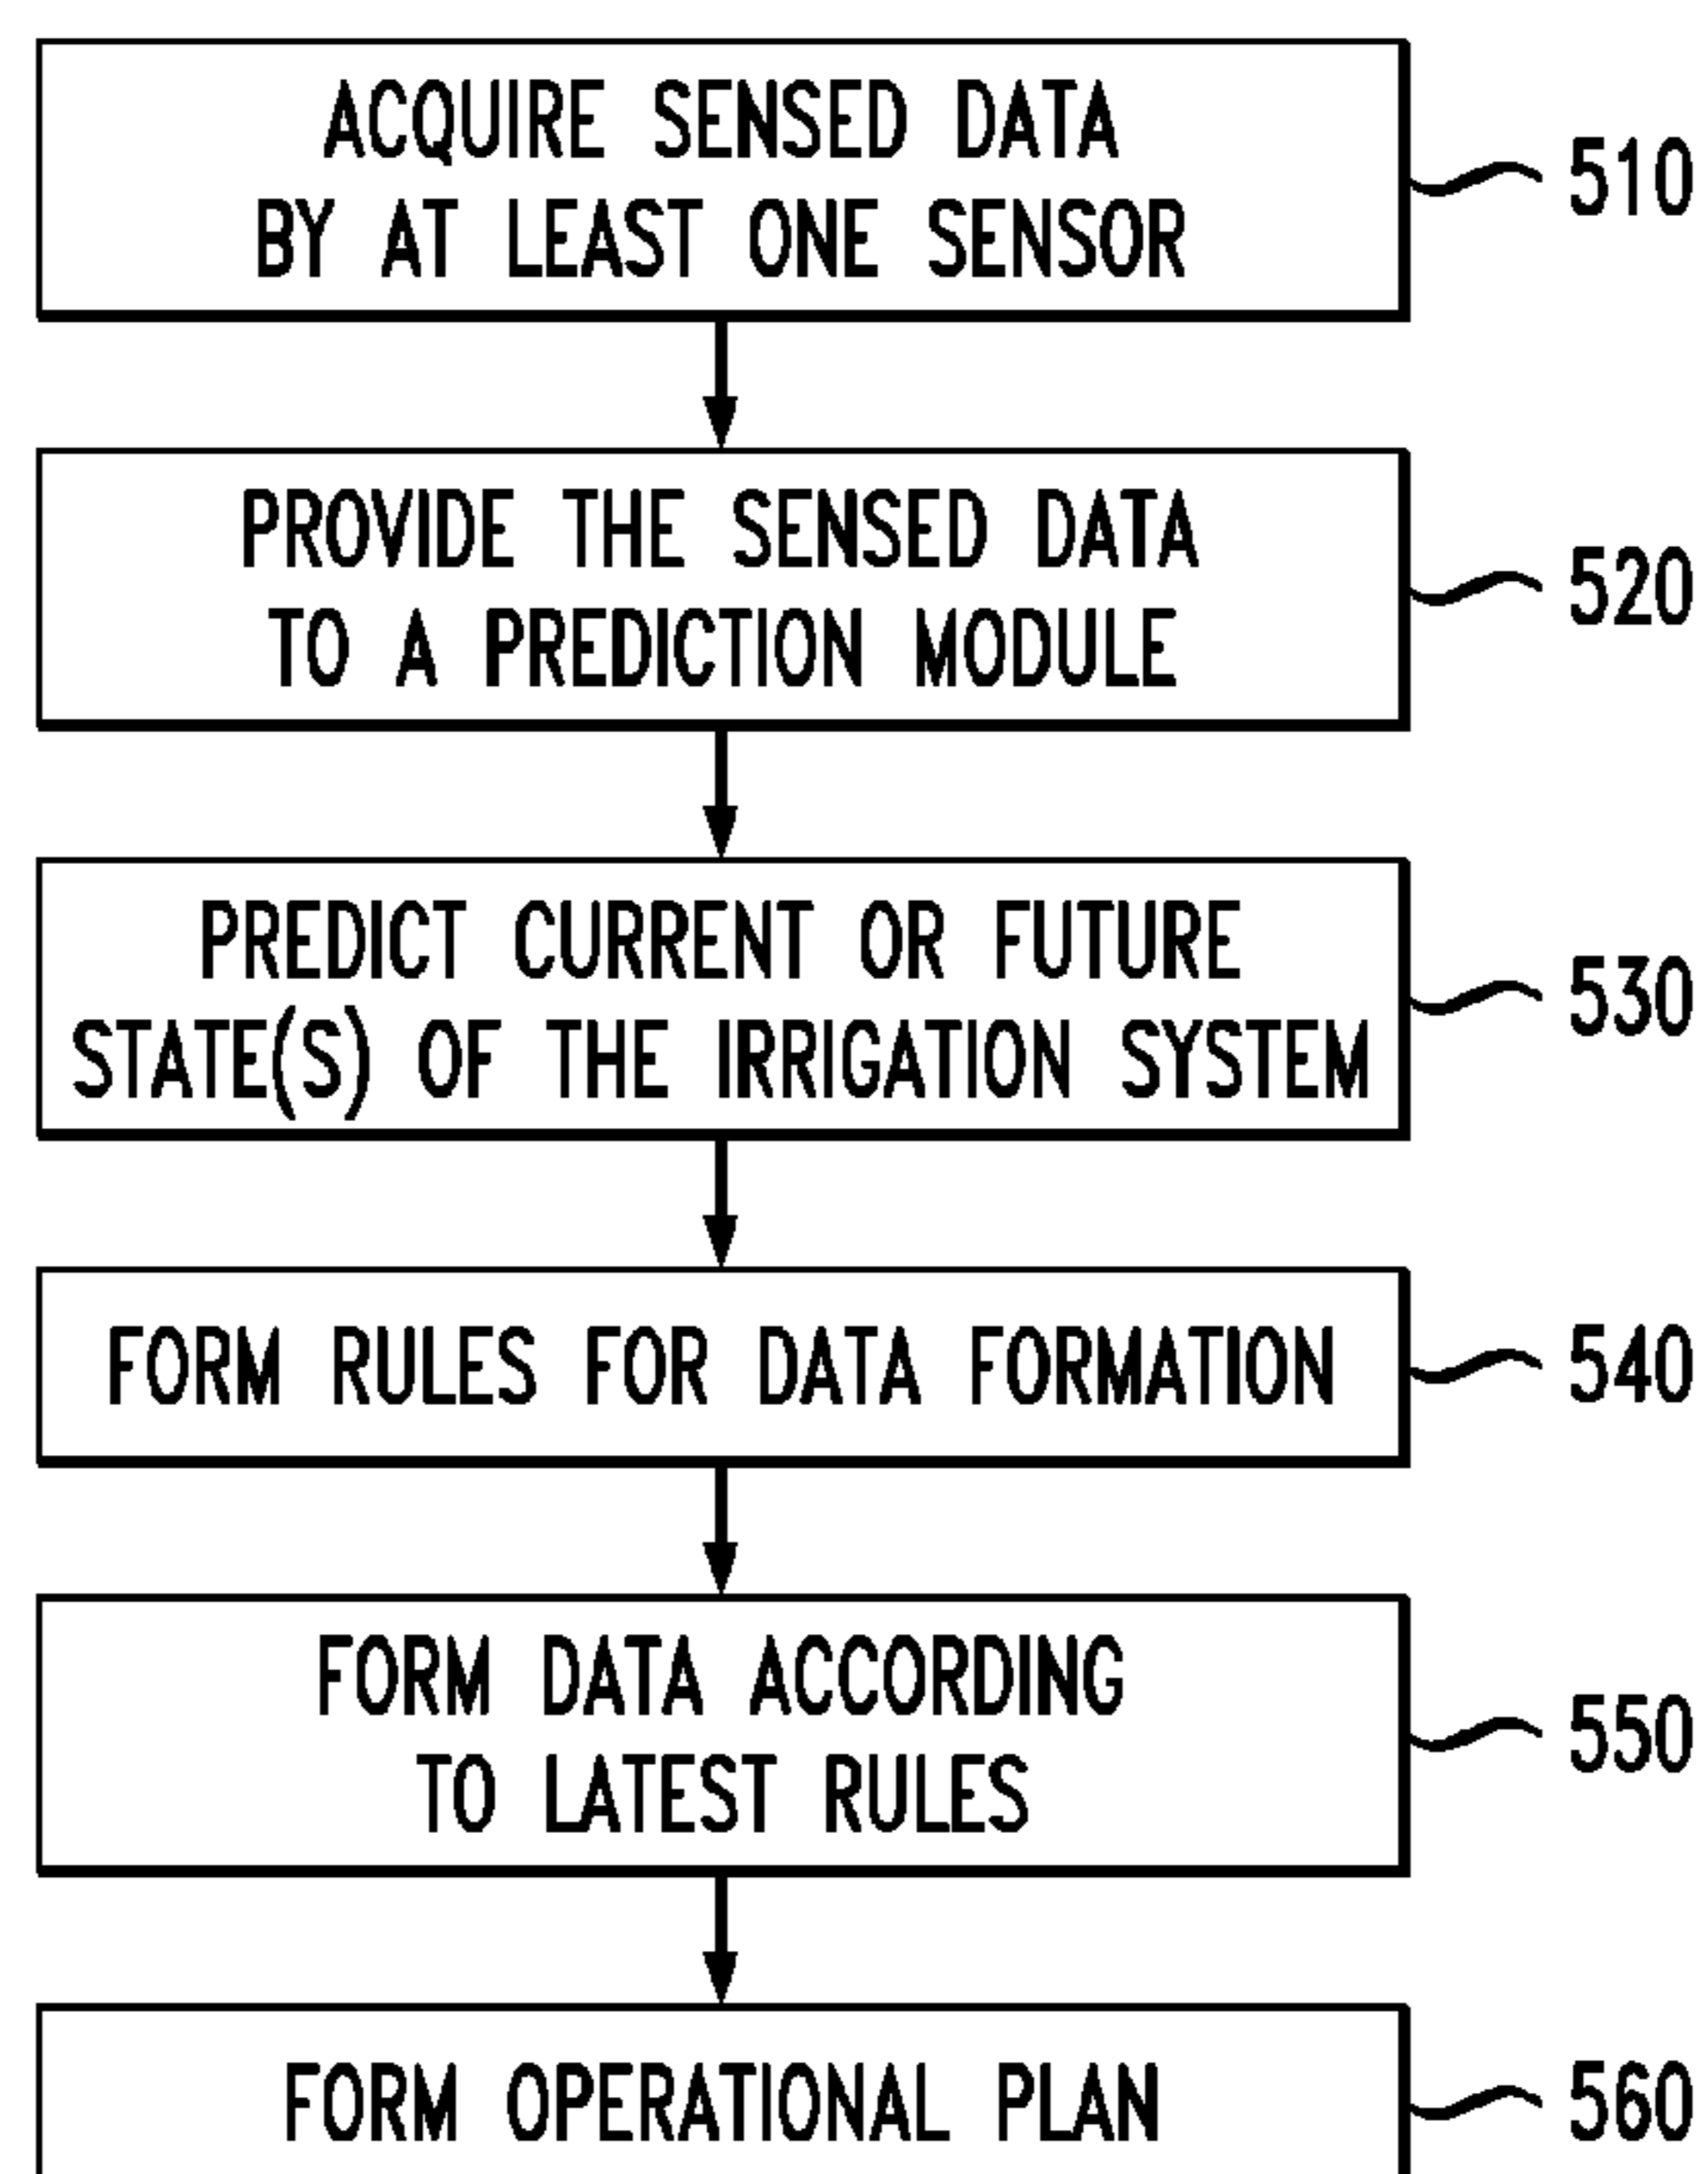 ACQUIRE SENSED DATA
BY AT LEAST ONE SENSOR
510
PROVIDE THE SENSED DATA
TO A PREDICTION MODULE
520
PREDICT CURRENT OR FUTURE
STATE(S) OF THE IRRIGATION SYSTEM
530
FORM RULES FOR DATA FORMATION
540
FORM DATA ACCORDING
TO LATEST RULES
550
FORM OPERATIONAL PLAN
560